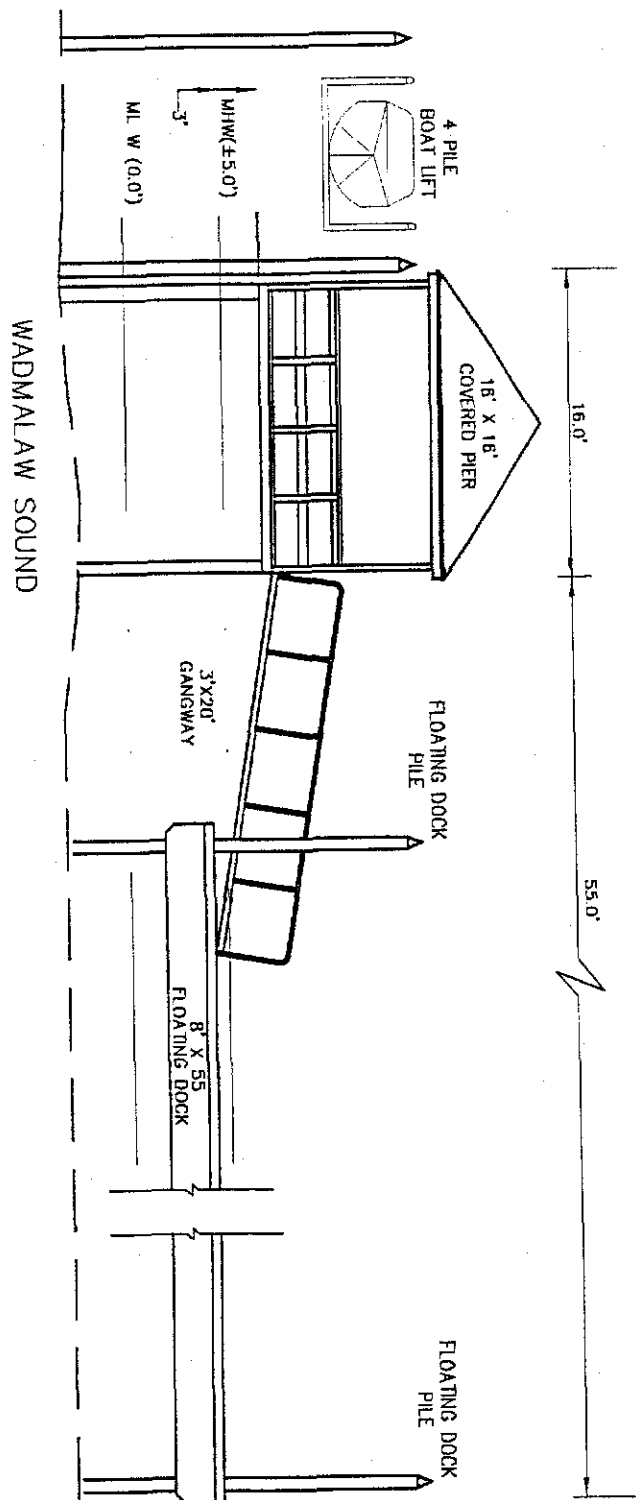 16.0'
55.0'
16' X 16'
COVERED PIER
4 PILE
BOAT LIFT
FLOATING DOCK
PILE
FLOATING DOCK
PILE
MHW(±5.0')
3'
ML W (0.0')
3'X20'
GANGWAY
8' X 55
FLOATING DOCK
WADMALAW SOUND